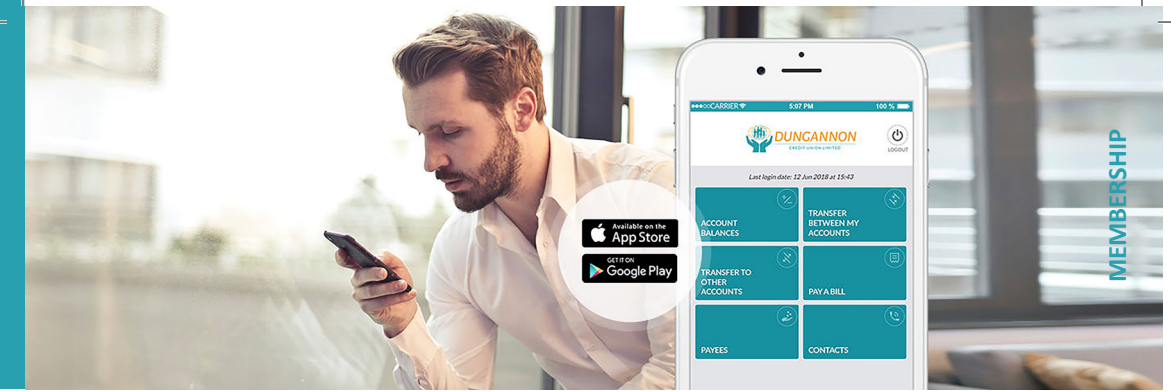 Available on the
App Store
GET IT ON
Google Play
●●●○○CARRIER 5:07 PM 100 %
DUNGANNON
CREDIT UNION LIMITED
LOGOUT
Last login date: 12 Jun 2018 at 15:43
ACCOUNT
BALANCES
TRANSFER
BETWEEN MY
ACCOUNTS
TRANSFER TO
OTHER
ACCOUNTS
PAY A BILL
PAYEES
CONTACTS
MEMBERSHIP